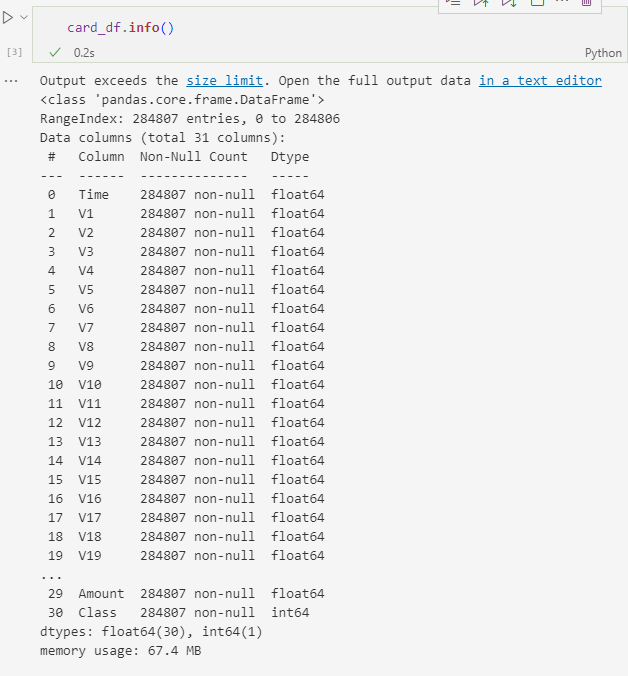 card_df.info()
[3]
0.2s
Python
...
Output exceeds the size limit. Open the full output data in a text editor
<class 'pandas.core.frame.DataFrame'>
RangeIndex: 284807 entries, 0 to 284806
Data columns (total 31 columns):
 #   Column  Non-Null Count   Dtype
---  ------  --------------   -----
 0   Time    284807 non-null  float64
 1   V1      284807 non-null  float64
 2   V2      284807 non-null  float64
 3   V3      284807 non-null  float64
 4   V4      284807 non-null  float64
 5   V5      284807 non-null  float64
 6   V6      284807 non-null  float64
 7   V7      284807 non-null  float64
 8   V8      284807 non-null  float64
 9   V9      284807 non-null  float64
 10  V10     284807 non-null  float64
 11  V11     284807 non-null  float64
 12  V12     284807 non-null  float64
 13  V13     284807 non-null  float64
 14  V14     284807 non-null  float64
 15  V15     284807 non-null  float64
 16  V16     284807 non-null  float64
 17  V17     284807 non-null  float64
 18  V18     284807 non-null  float64
 19  V19     284807 non-null  float64
...
 29  Amount  284807 non-null  float64
 30  Class   284807 non-null  int64
dtypes: float64(30), int64(1)
memory usage: 67.4 MB